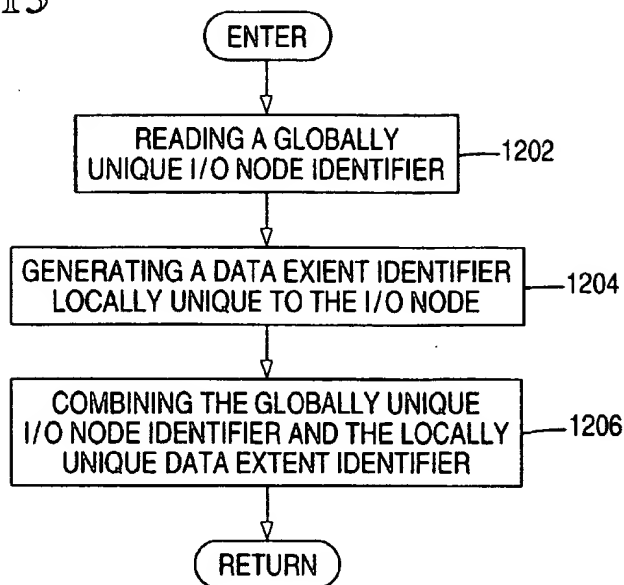 13
ENTER
READING A GLOBALLY
UNIQUE I/O NODE IDENTIFIER
1202
GENERATING A DATA EXIENT IDENTIFIER
LOCALLY UNIQUE TO THE I/O NODE
1204
COMBINING THE GLOBALLY UNIQUE
I/O NODE IDENTIFIER AND THE LOCALLY
UNIQUE DATA EXTENT IDENTIFIER
1206
RETURN